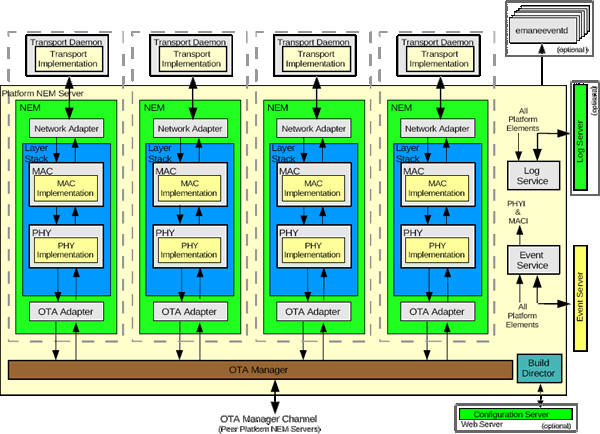 emaneeventd
(optional)
Transport Daemon
Transport
Implementation
Transport Daemon
Transport
Implementation
Transport Daemon
Transport
Implementation
Transport Daemon
Transport
Implementation
Platform NEM Server
NEM
Network Adapter
Layer
Stack
MAC
MAC
Implementation
PHY
PHY
Implementation
OTA Adapter
NEM
Network Adapter
Layer
Stack
MAC
MAC
Implementation
PHY
PHY
Implementation
OTA Adapter
NEM
Network Adapter
Layer
Stack
MAC
MAC
Implementation
PHY
PHY
Implementation
OTA Adapter
NEM
Network Adapter
Layer
Stack
MAC
MAC
Implementation
PHY
PHY
Implementation
OTA Adapter
All
Platform
Elements
Log Server
(optional)
Log
Service
PHYI
&
MACI
Event
Service
All
Platform
Elements
Event Server
OTA Manager
Build
Director
OTA Manager Channel
(Peer Platform NEM Servers)
Configuration Server
Web Server
(optional)